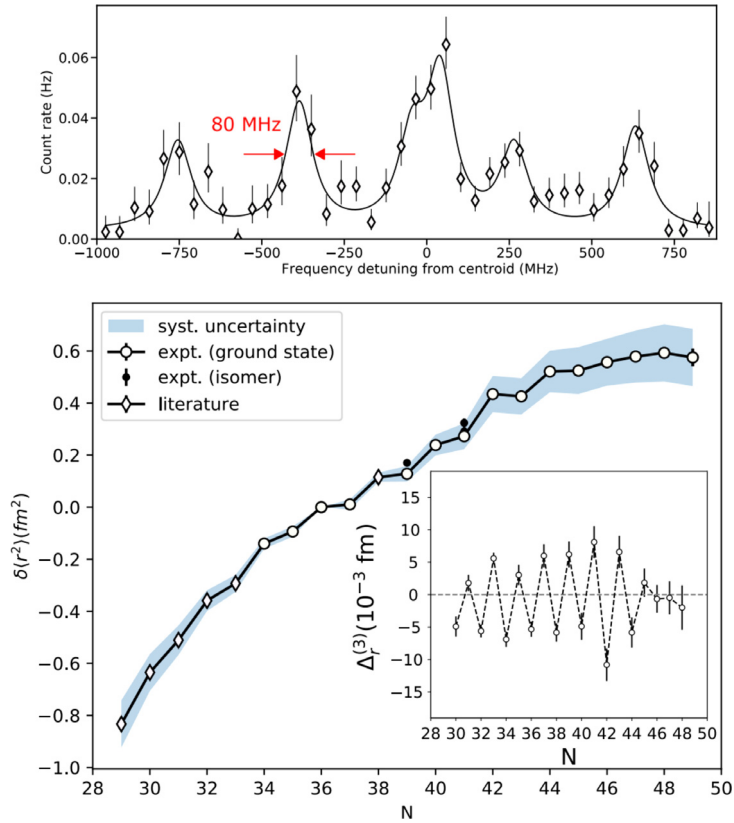 Count rate (Hz)
0.06
0.04
0.02
0.00
80 MHz
−1000 −750 −500 −250 0 250 500 750
Frequency detuning from centroid (MHz)
δ⟨r²⟩(fm²)
0.6
0.4
0.2
0.0
−0.2
−0.4
−0.6
−0.8
−1.0
syst. uncertainty
expt. (ground state)
expt. (isomer)
literature
Δᵣ⁽³⁾(10⁻³ fm)
15
10
5
0
−5
−10
−15
28 30 32 34 36 38 40 42 44 46 48 50
N
28 30 32 34 36 38 40 42 44 46 48 50
N